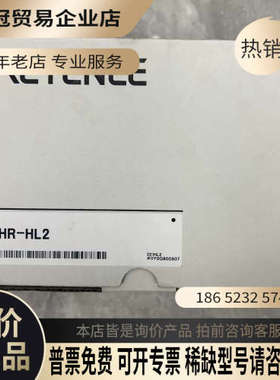 冠贸易企业店
热销
KEYENCE
年老店 专业服务
HR-HL2
186 5232 574
价
品
本店皆是询价产品 拍前咨询客服
票免费 可开专票 稀缺型号请咨